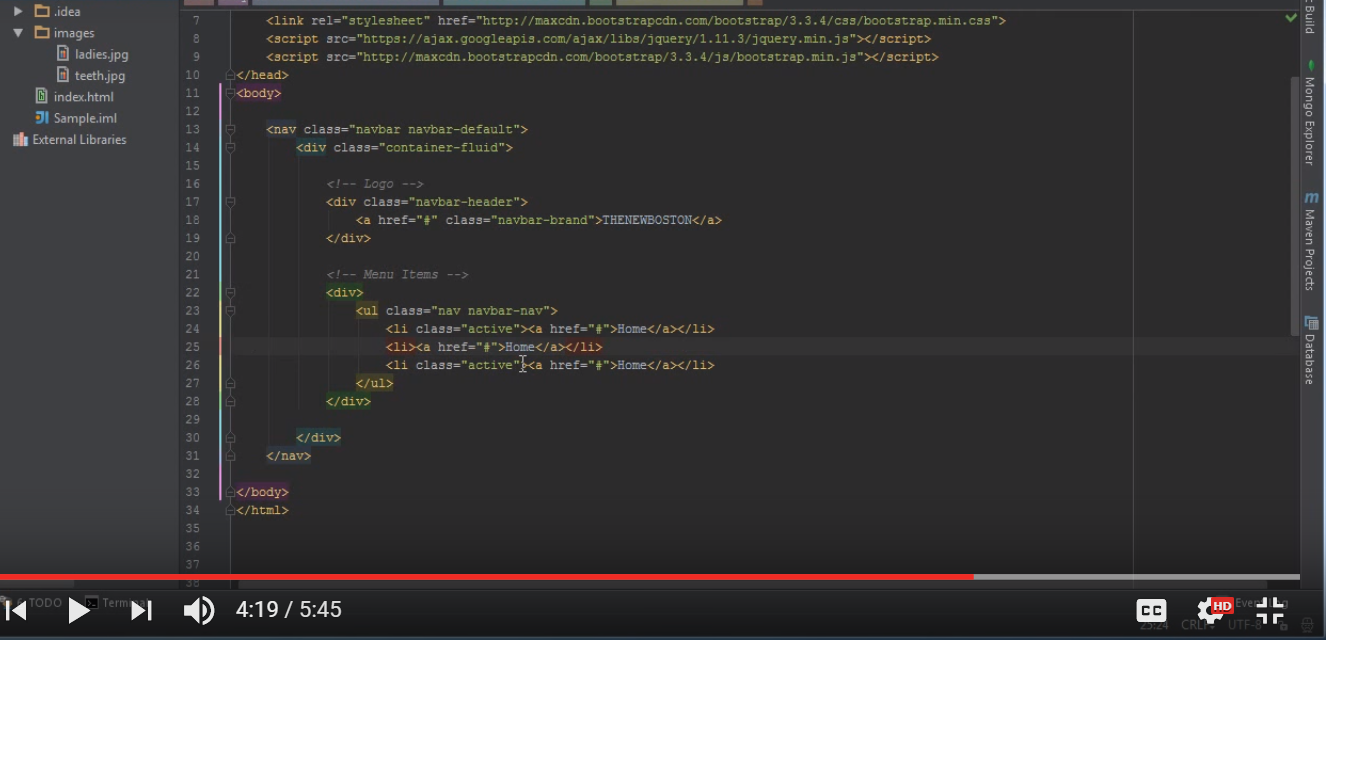 .idea
images
ladies.jpg
teeth.jpg
index.html
Sample.iml
External Libraries
7 <link rel="stylesheet" href="http://maxcdn.bootstrapcdn.com/bootstrap/3.3.4/css/bootstrap.min.css">
8 <script src="https://ajax.googleapis.com/ajax/libs/jquery/1.11.3/jquery.min.js"></script>
9 <script src="http://maxcdn.bootstrapcdn.com/bootstrap/3.3.4/js/bootstrap.min.js"></script>
10 </head>
11 <body>
12
13 <nav class="navbar navbar-default">
14 <div class="container-fluid">
15
16 <!-- Logo -->
17 <div class="navbar-header">
18 <a href="#" class="navbar-brand">THENEWBOSTON</a>
19 </div>
20
21 <!-- Menu Items -->
22 <div>
23 <ul class="nav navbar-nav">
24 <li class="active"><a href="#">Home</a></li>
25 <li><a href="#">Home</a></li>
26 <li class="active"><a href="#">Home</a></li>
27 </ul>
28 </div>
29
30 </div>
31 </nav>
32
33 </body>
34 </html>
35
36
37
38
Build
Mongo Explorer
m
Maven Projects
Database
6: TODO
Terminal
Event Log
4:19 / 5:45
CC
HD
25:24 CRLF UTF-8